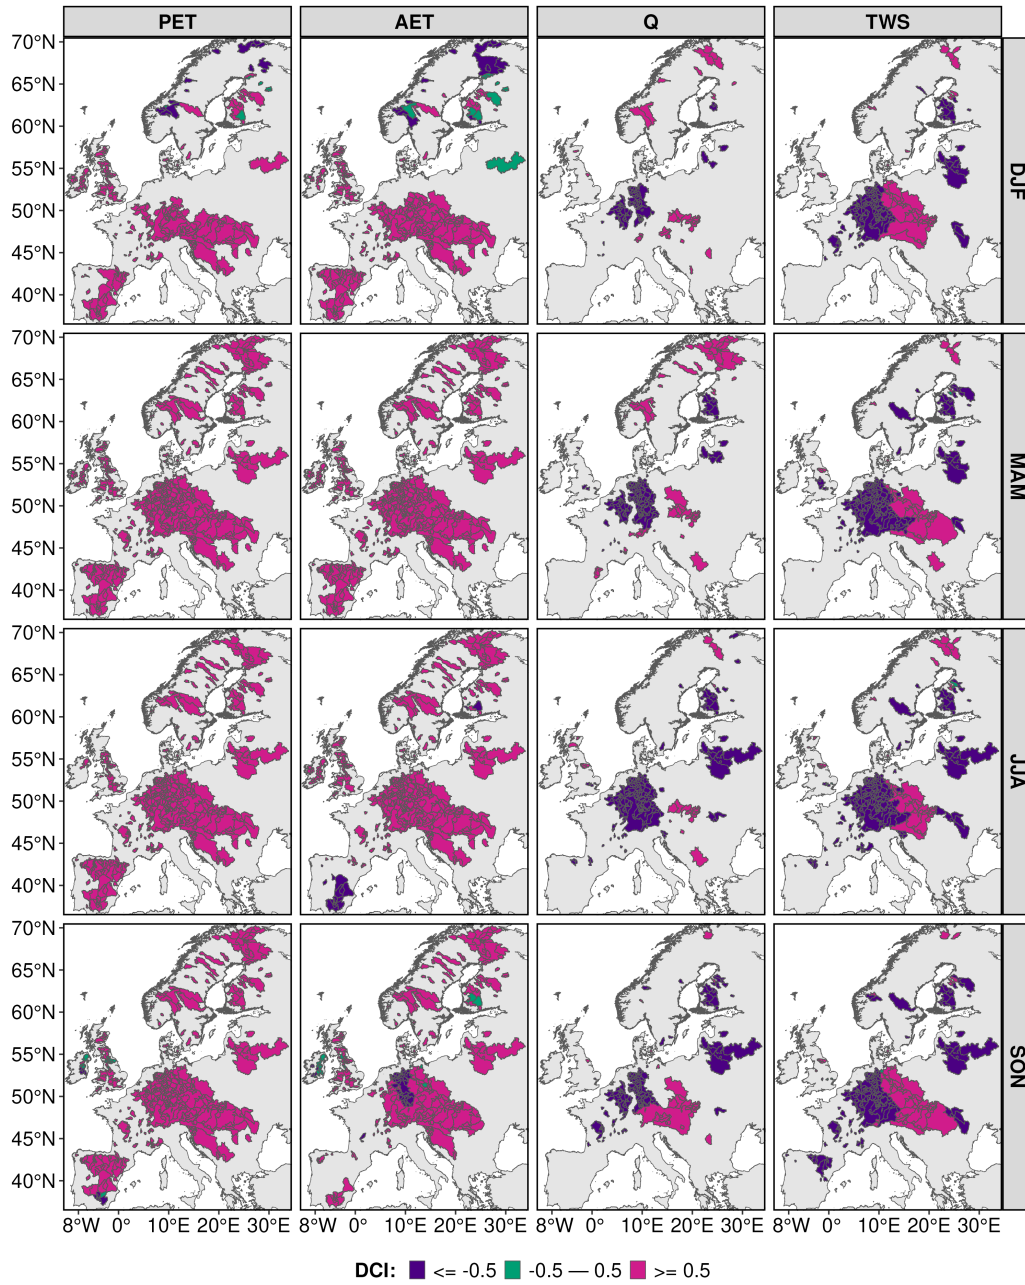 PET AET Q TWS
70°N
65°N
60°N
55°N
50°N
45°N
40°N
DJF
70°N
65°N
60°N
55°N
50°N
45°N
40°N
MAM
70°N
65°N
60°N
55°N
50°N
45°N
40°N
JJA
70°N
65°N
60°N
55°N
50°N
45°N
40°N
SON
8°W 0° 10°E 20°E 30°E 8°W 0° 10°E 20°E 30°E 8°W 0° 10°E 20°E 30°E 8°W 0° 10°E 20°E 30°E
DCI: <= -0.5 -0.5 — 0.5 >= 0.5